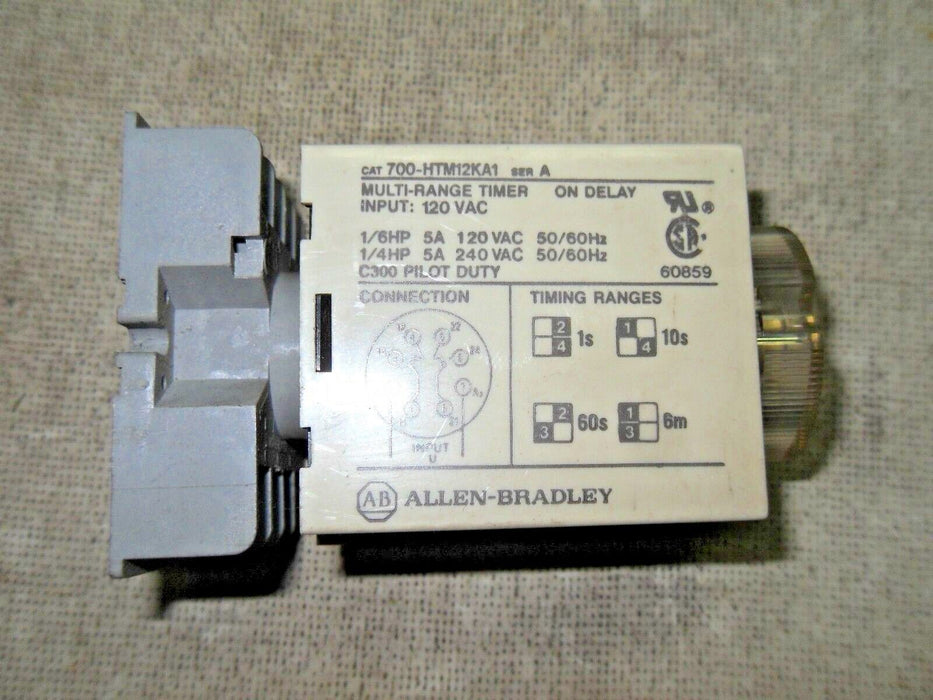 CAT 700-HTM12KA1 SER A
MULTI-RANGE TIMER ON DELAY
INPUT: 120 VAC
1/6HP 5A 120 VAC 50/60Hz
1/4HP 5A 240 VAC 50/60Hz
C300 PILOT DUTY
RU ®
SA
60859
CONNECTION
INPUT
U
TIMING RANGES
2
4 1s
1
4 10s
2
3 60s
1
3 6m
AB ALLEN-BRADLEY